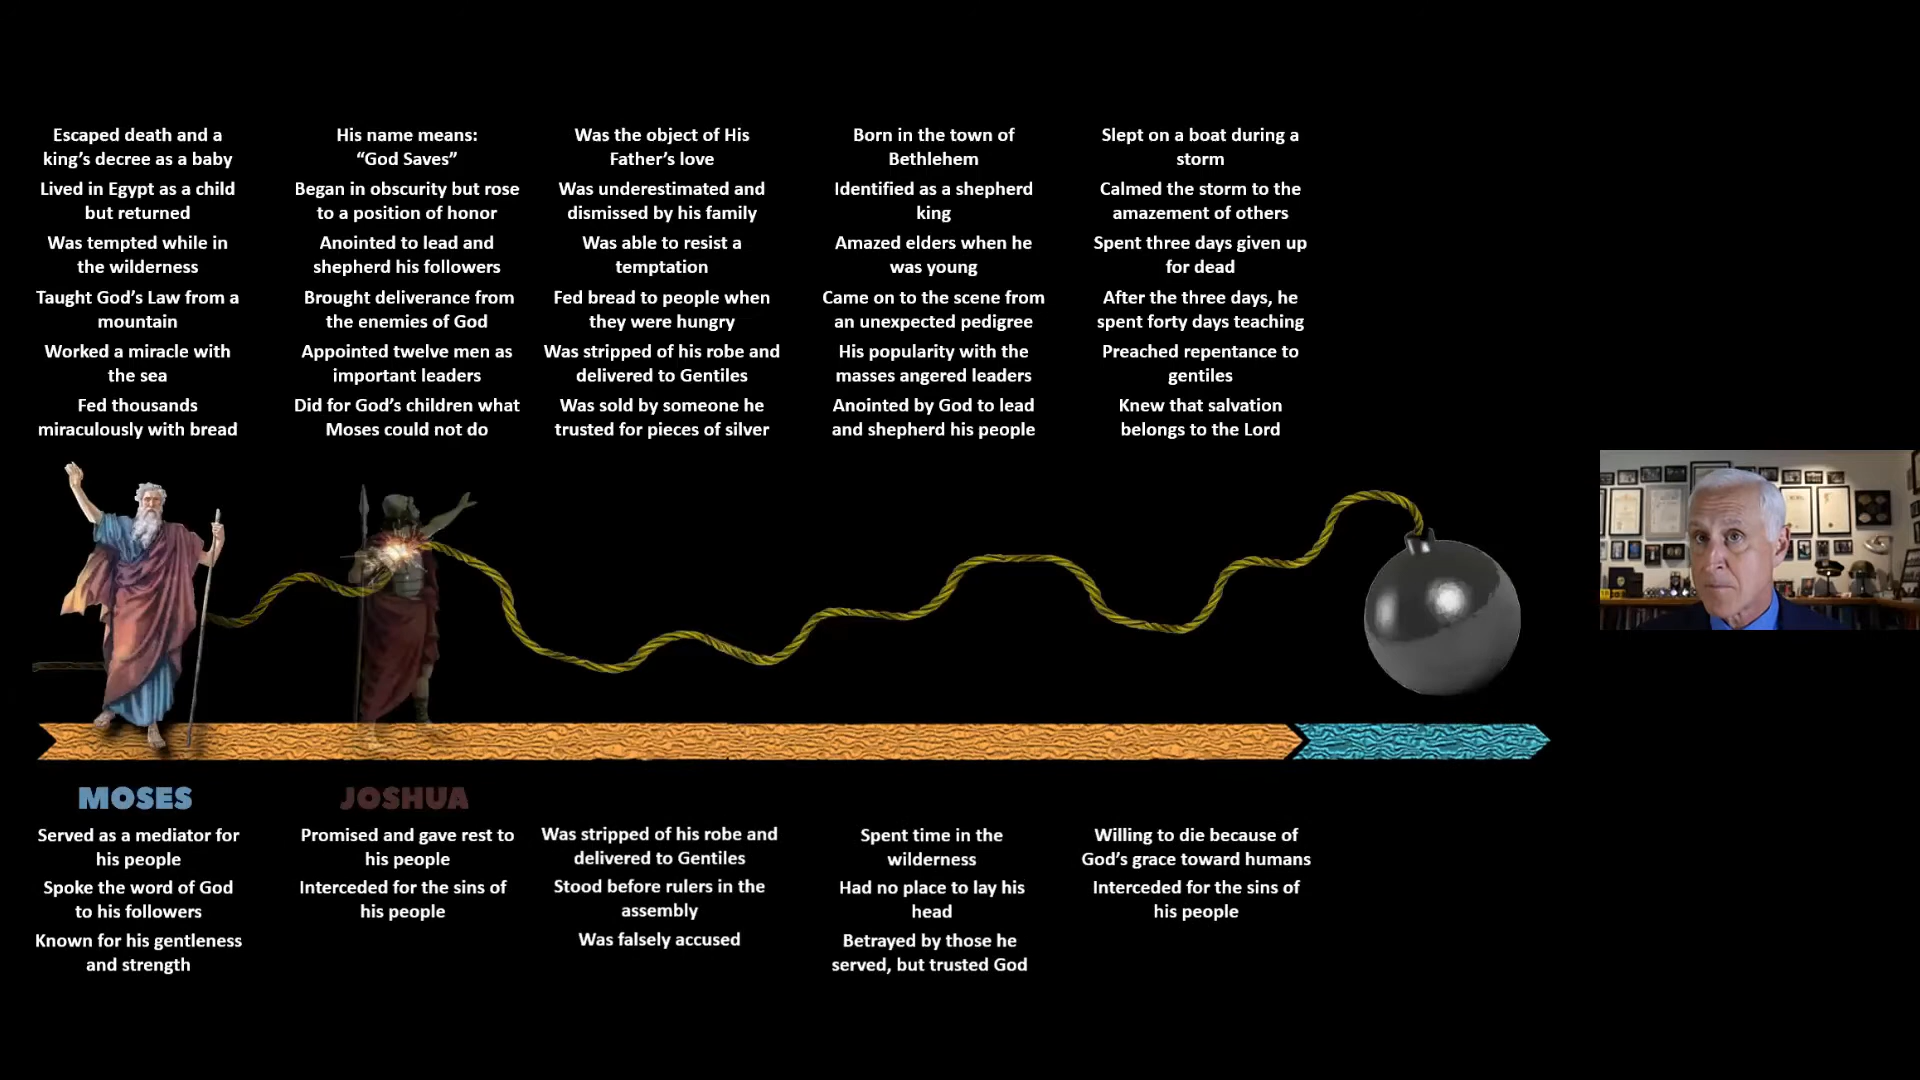 Escaped death and a
king's decree as a baby
Lived in Egypt as a child
but returned
Was tempted while in
the wilderness
Taught God's Law from a
mountain
Worked a miracle with
the sea
Fed thousands
miraculously with bread
His name means:
“God Saves”
Began in obscurity but rose
to a position of honor
Anointed to lead and
shepherd his followers
Brought deliverance from
the enemies of God
Appointed twelve men as
important leaders
Did for God's children what
Moses could not do
Was the object of His
Father's love
Was underestimated and
dismissed by his family
Was able to resist a
temptation
Fed bread to people when
they were hungry
Was stripped of his robe and
delivered to Gentiles
Was sold by someone he
trusted for pieces of silver
Born in the town of
Bethlehem
Identified as a shepherd
king
Amazed elders when he
was young
Came on to the scene from
an unexpected pedigree
His popularity with the
masses angered leaders
Anointed by God to lead
and shepherd his people
Slept on a boat during a
storm
Calmed the storm to the
amazement of others
Spent three days given up
for dead
After the three days, he
spent forty days teaching
Preached repentance to
gentiles
Knew that salvation
belongs to the Lord
MOSES
Served as a mediator for
his people
Spoke the word of God
to his followers
Known for his gentleness
and strength
JOSHUA
Promised and gave rest to
his people
Interceded for the sins of
his people
Was stripped of his robe and
delivered to Gentiles
Stood before rulers in the
assembly
Was falsely accused
Spent time in the
wilderness
Had no place to lay his
head
Betrayed by those he
served, but trusted God
Willing to die because of
God's grace toward humans
Interceded for the sins of
his people